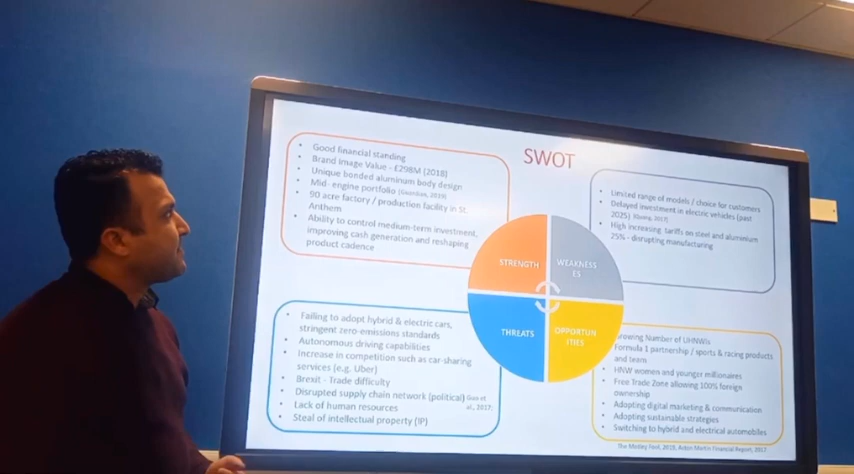 SWOT
• Good financial standing
• Brand Image Value - £298M (2018)
• Unique bonded aluminum body design
• Mid- engine portfolio (Guardian, 2019)
• 90 acre factory / production facility in St.
Anthem
• Ability to control medium-term investment,
improving cash generation and reshaping
product cadence
• Limited range of models / choice for customers
• Delayed investment in electric vehicles (past
2025) 2017)
• High increasing tariffs on steel and aluminium
25% - disrupting manufacturing
STRENGTH
WEAKNESS
ES
THREATS
OPPORTUN
ITIES
• Failing to adopt hybrid & electric cars,
stringent zero-emissions standards
• Autonomous driving capabilities
• Increase in competition such as car-sharing
services (e.g. Uber)
• Brexit - Trade difficulty
• Disrupted supply chain network (political) Guo et
al., 2017;
• Lack of human resources
• Steal of intellectual property (IP)
Growing Number of UHNWIs
Formula 1 partnership / sports & racing products
and team
• HNW women and younger millionaires
• Free Trade Zone allowing 100% foreign
ownership
• Adopting digital marketing & communication
• Adopting sustainable strategies
• Switching to hybrid and electrical automobiles
The Motley Fool, 2019, Aston Martin Financial Report, 2017